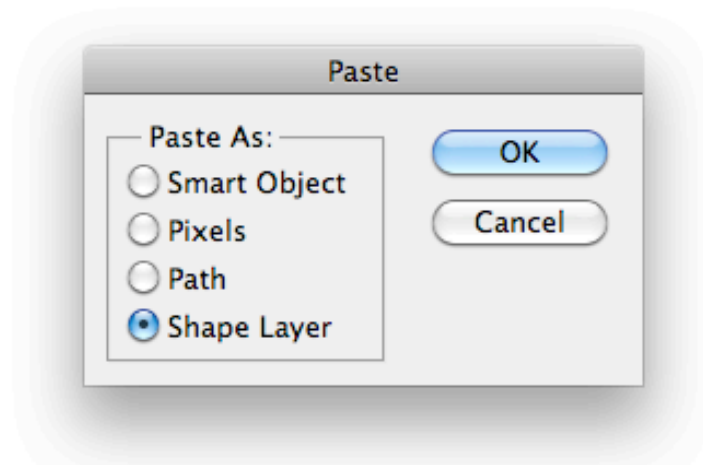 Paste
Paste As:
Smart Object
Pixels
Path
Shape Layer
OK
Cancel